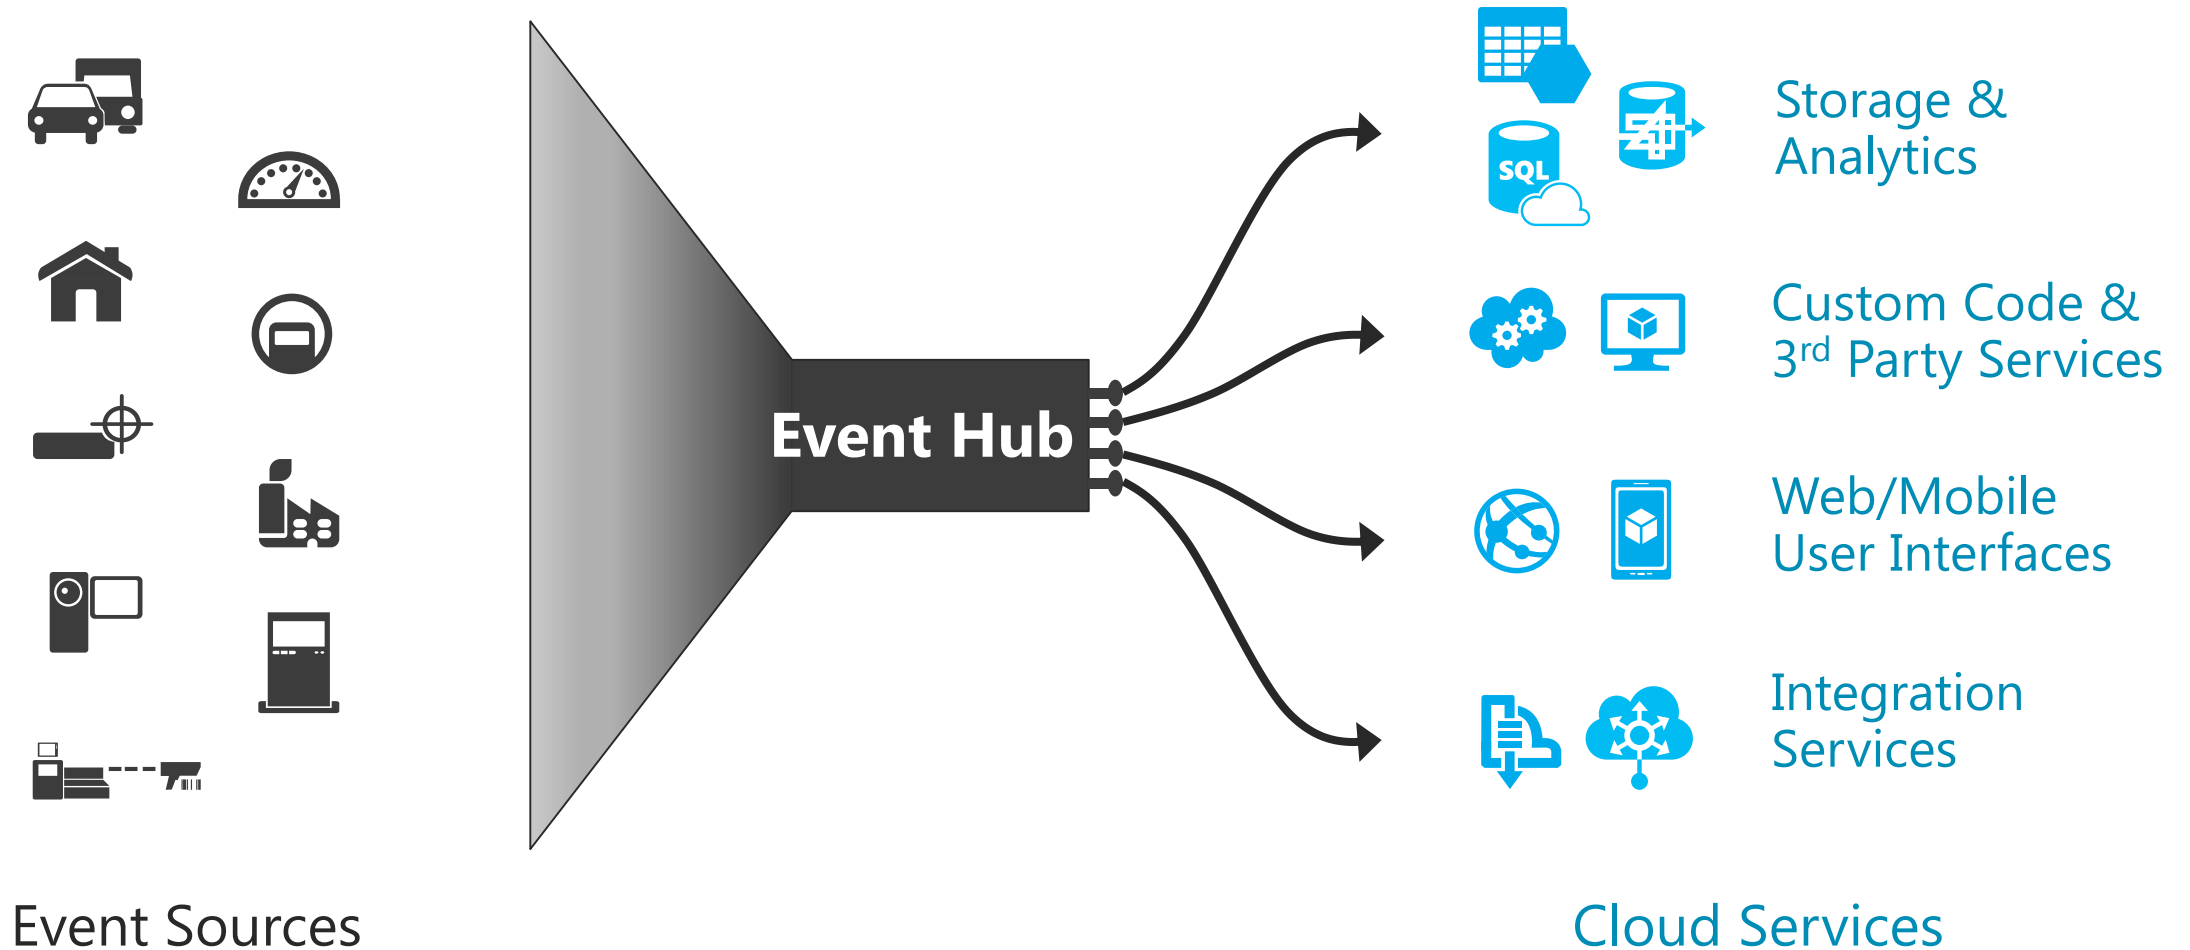 SQL
Storage &
Analytics
Event Hub
Custom Code &
3rd Party Services
Web/Mobile
User Interfaces
Integration
Services
Event Sources
Cloud Services